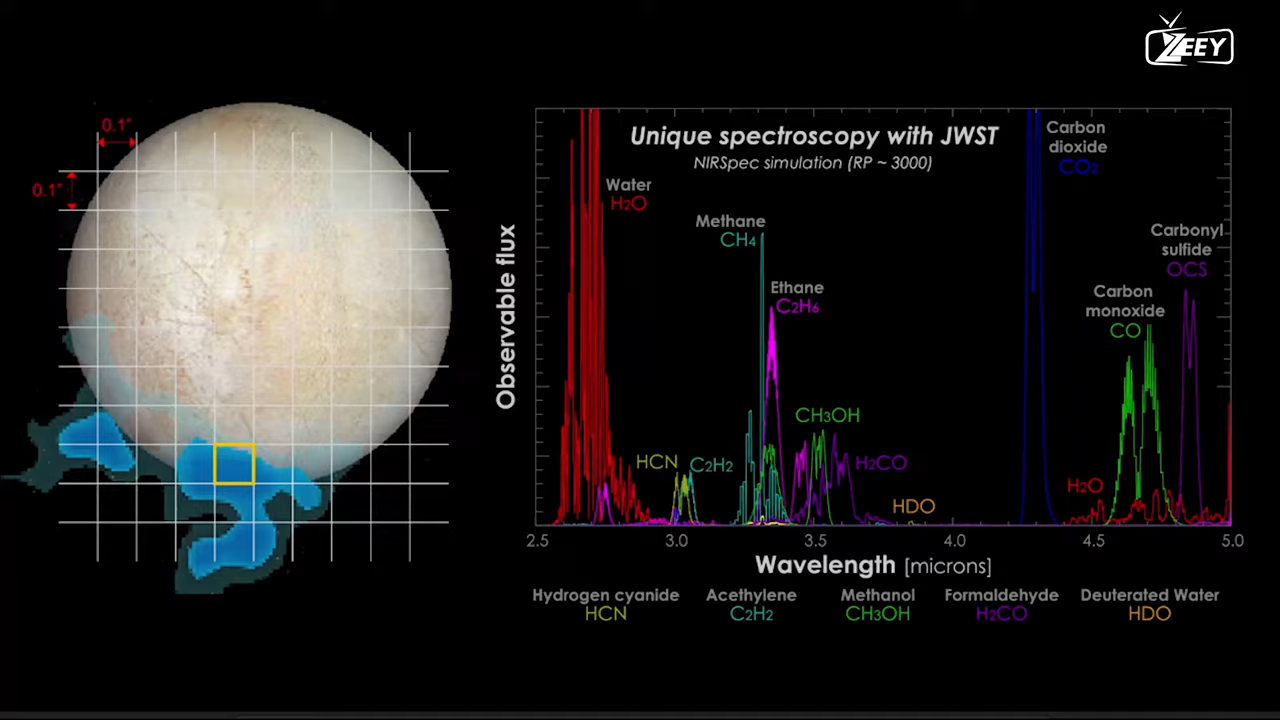 ZEEY
0.1"
0.1"
Unique spectroscopy with JWST
NIRSpec simulation (RP ~ 3000)
Observable flux
Water
H2O
Methane
CH4
Ethane
C2H6
HCN
C2H2
CH3OH
H2CO
HDO
Carbon
dioxide
CO2
Carbonyl
sulfide
OCS
Carbon
monoxide
CO
H2O
2.5 3.0 3.5 4.0 4.5 5.0
Wavelength [microns]
Hydrogen cyanide Acethylene Methanol Formaldehyde Deuterated Water
HCN C2H2 CH3OH H2CO HDO